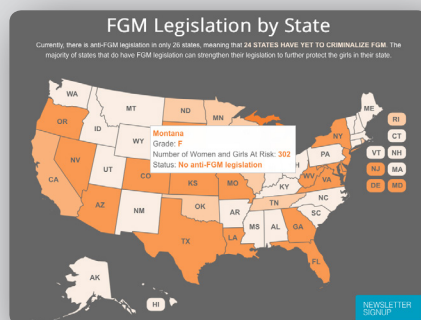 FGM Legislation by State
Currently, there is anti-FGM legislation in only 26 states, meaning that 24 STATES HAVE YET TO CRIMINALIZE FGM. The
majority of states that do have FGM legislation can strengthen their legislation to further protect the girls in their state.
WA
MT
ND
MN
ME
OR
ID
WY
Montana
Grade: F
Number of Women and Girls At Risk: 302
Status: No anti-FGM legislation
NY
RI
CT
VT
NH
NJ
MA
DE
MD
PA
NV
UT
CO
KS
MO
WV
VA
KY
CA
AZ
NM
OK
AR
TN
NC
SC
MS
AL
GA
TX
LA
FL
AK
HI
NEWSLETTER
SIGNUP